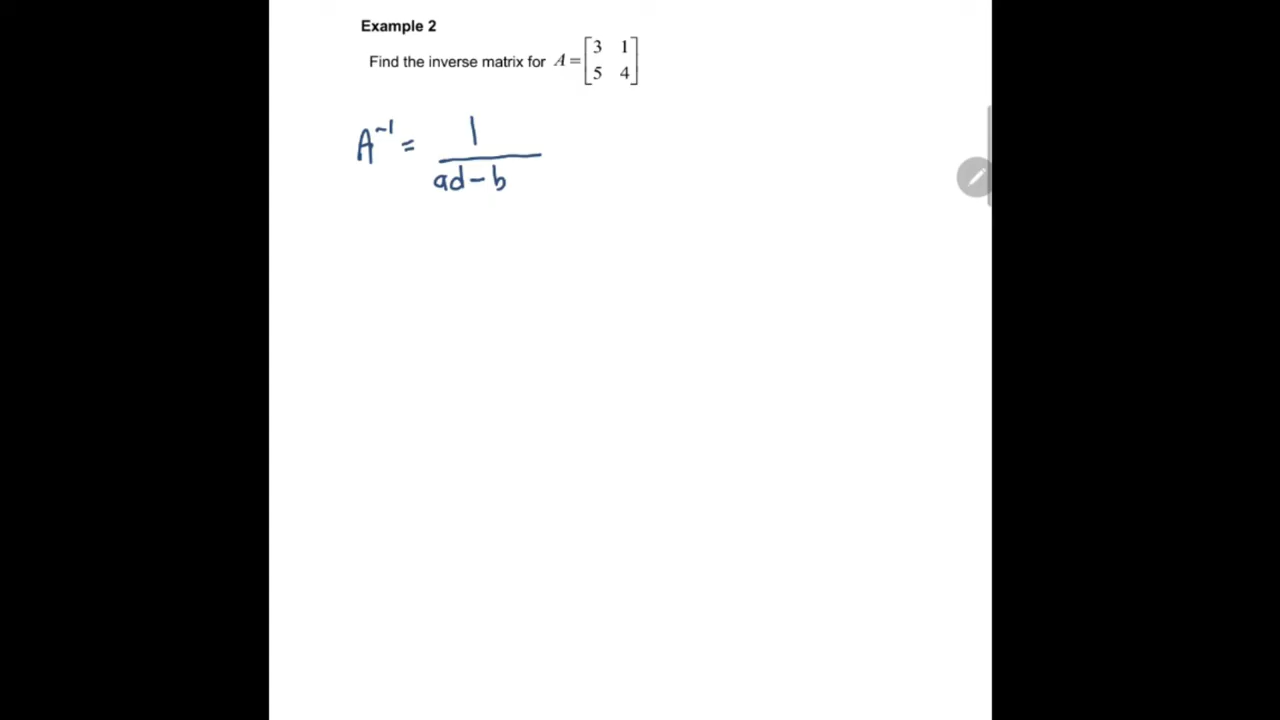 Example 2
Find the inverse matrix for A = [3 1
5 4]
A⁻¹ = 1
ad - b